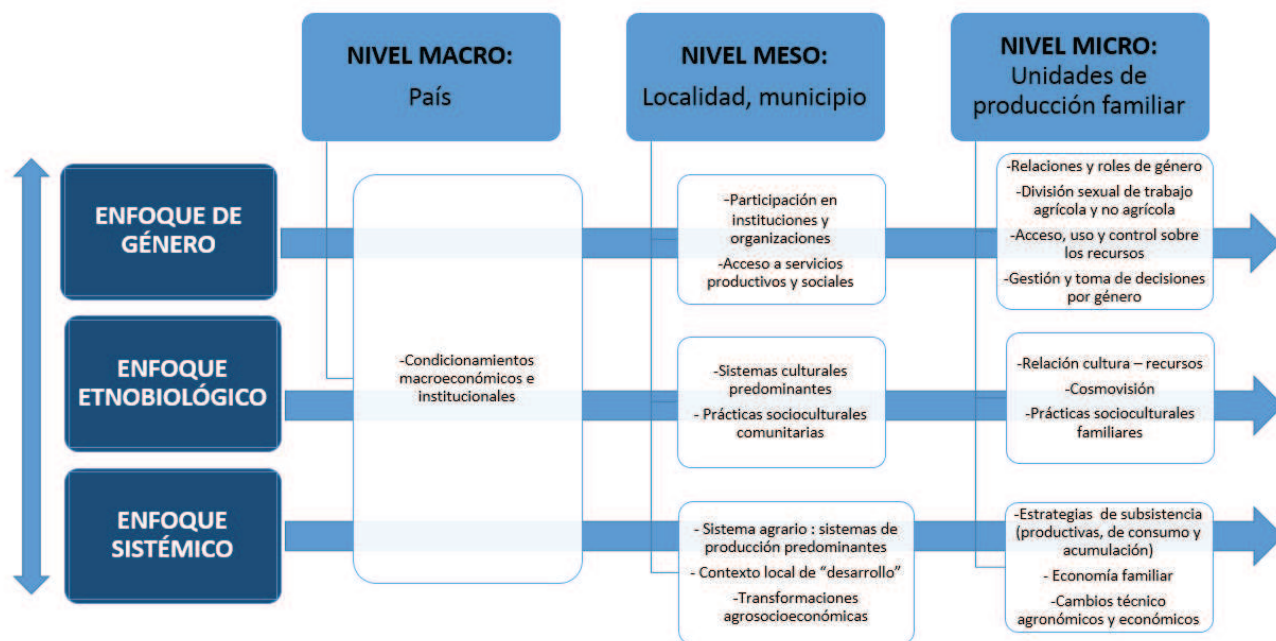 NIVEL MACRO:
País
NIVEL MESO:
Localidad, municipio
NIVEL MICRO:
Unidades de
producción familiar
ENFOQUE DE
GÉNERO
-Participación en
instituciones y
organizaciones
-Acceso a servicios
productivos y sociales
-Relaciones y roles de género
-División sexual de trabajo
agrícola y no agrícola
-Acceso, uso y control sobre
los recursos
-Gestión y toma de decisiones
por género
ENFOQUE
ETNOBIOLÓGICO
-Condicionamientos
macroeconómicos e
institucionales
-Sistemas culturales
predominantes
- Prácticas socioculturales
comunitarias
-Relación cultura – recursos
-Cosmovisión
-Prácticas socioculturales
familiares
ENFOQUE
SISTÉMICO
- Sistema agrario : sistemas de
producción predominantes
- Contexto local de “desarrollo”
-Transformaciones
agrosocioeconómicas
-Estrategias de subsistencia
(productivas, de consumo y
acumulación)
- Economía familiar
-Cambios técnico
agronómicos y económicos